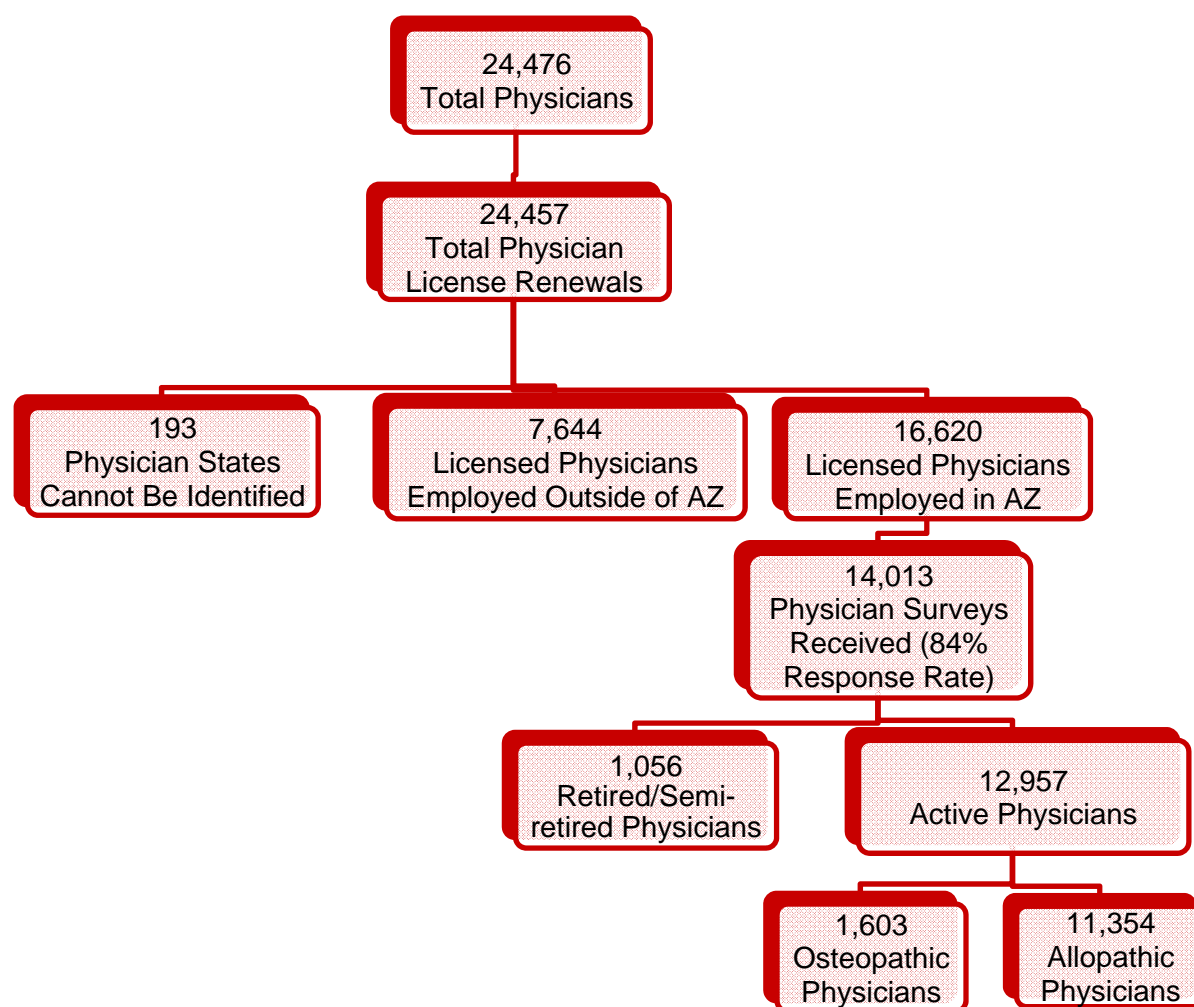 24,476
Total Physicians
24,457
Total Physician
License Renewals
193
Physician States
Cannot Be Identified
7,644
Licensed Physicians
Employed Outside of AZ
16,620
Licensed Physicians
Employed in AZ
14,013
Physician Surveys
Received (84%
Response Rate)
1,056
Retired/Semi-
retired Physicians
12,957
Active Physicians
1,603
Osteopathic
Physicians
11,354
Allopathic
Physicians